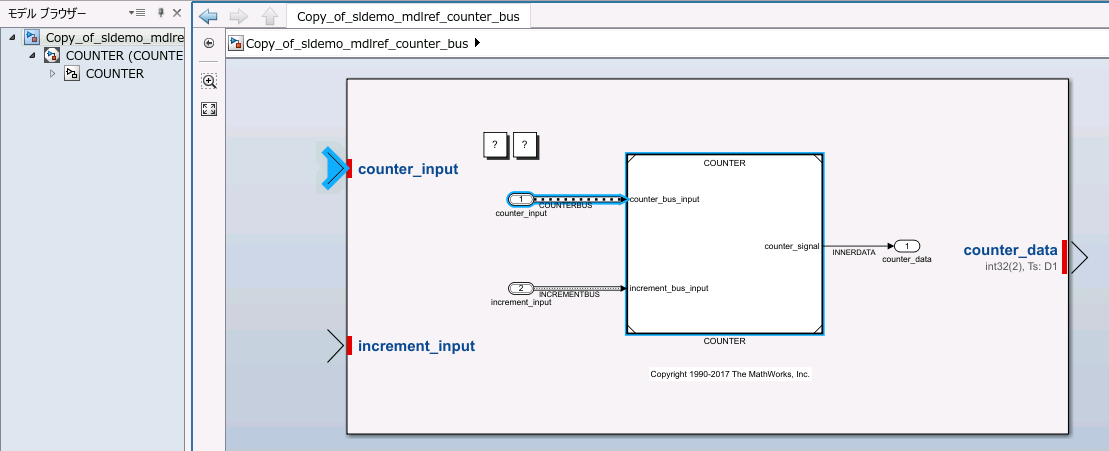 モデル ブラウザー
Copy_of_sldemo_mdlre
COUNTER (COUNTE
COUNTER
Copy_of_sldemo_mdlref_counter_bus
Copy_of_sldemo_mdlref_counter_bus
? ?
COUNTER
counter_input
1
COUNTERBUS
counter_bus_input
counter_input
counter_signal
INNERDATA
1
counter_data
counter_data
int32(2), Ts: D1
2
INCREMENTBUS
increment_bus_input
increment_input
COUNTER
increment_input
Copyright 1990-2017 The MathWorks, Inc.